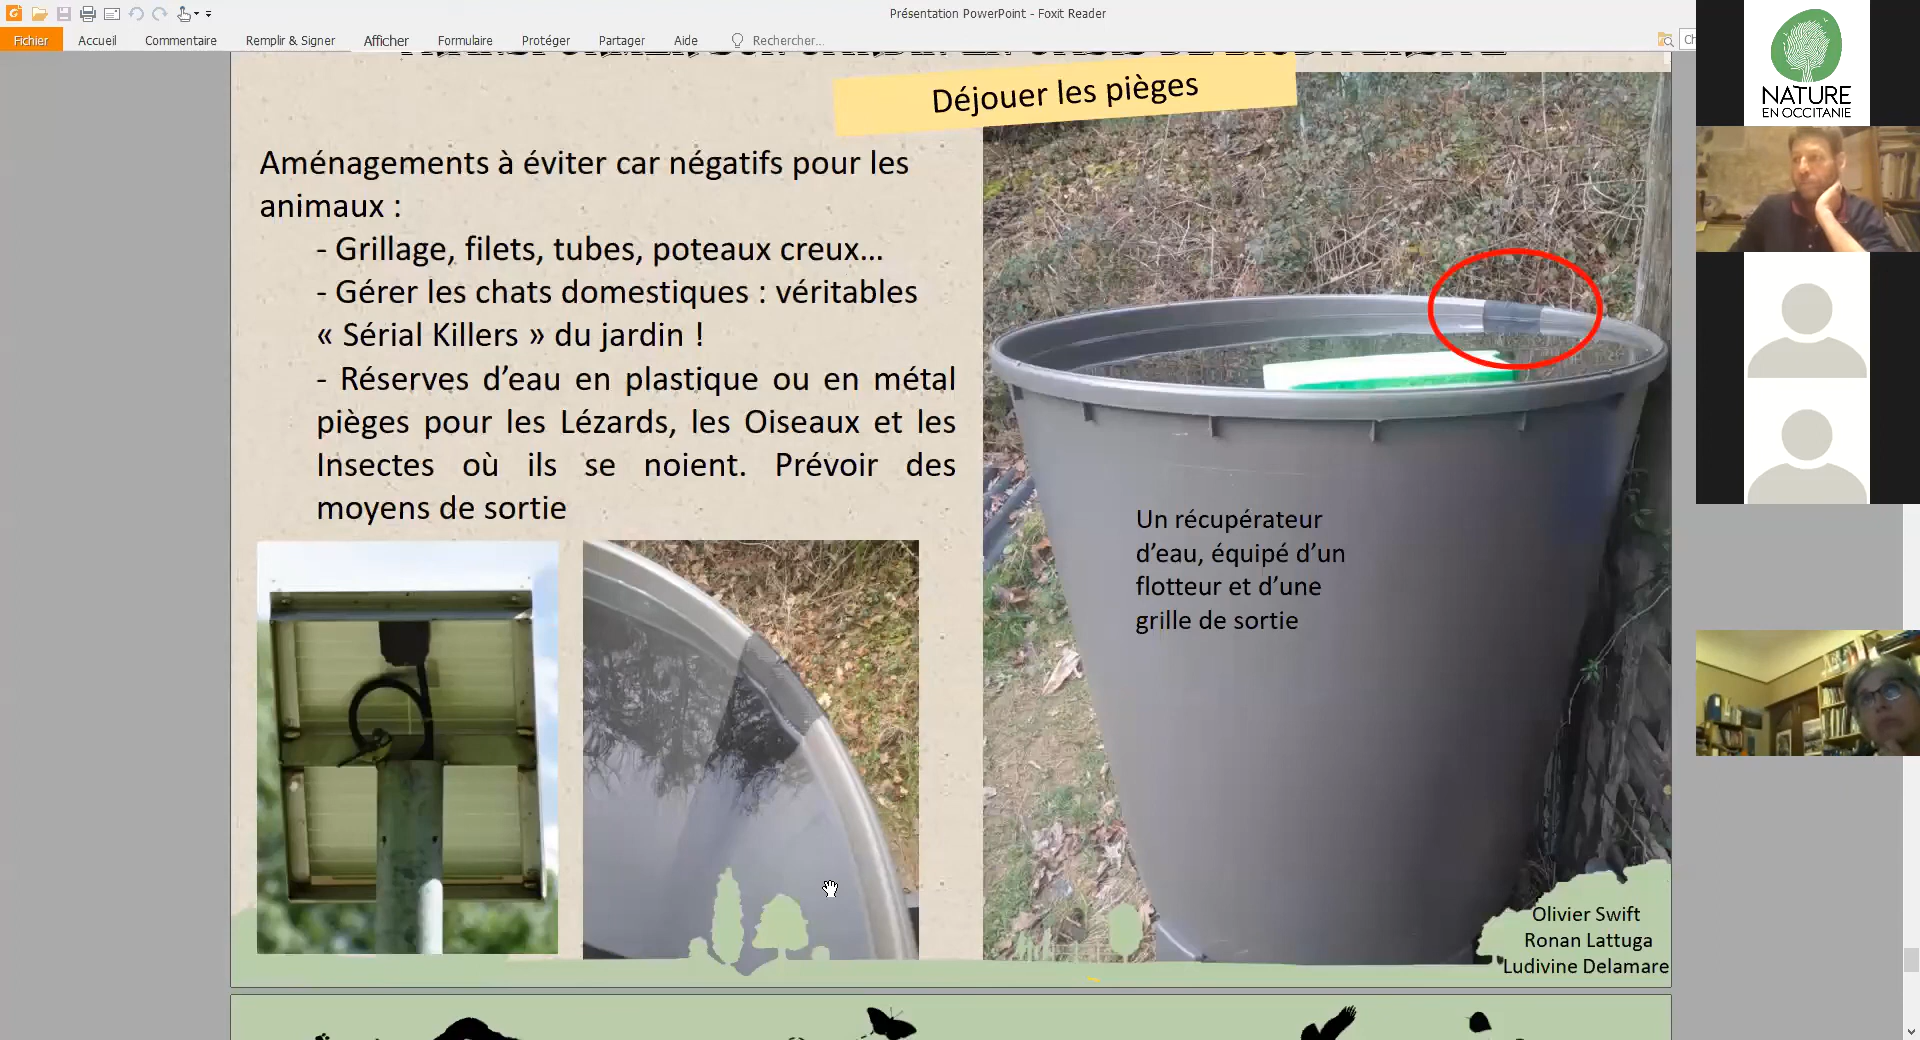 Présentation PowerPoint - Foxit Reader
Fichier Accueil Commentaire Remplir & Signer Afficher Formulaire Protéger Partager Aide Rechercher...
NATURE
EN OCCITANIE
Déjouer les pièges
Aménagements à éviter car négatifs pour les
animaux :
- Grillage, filets, tubes, poteaux creux...
- Gérer les chats domestiques : véritables
« Sérial Killers » du jardin !
- Réserves d'eau en plastique ou en métal
pièges pour les Lézards, les Oiseaux et les
Insectes où ils se noient. Prévoir des
moyens de sortie
Un récupérateur
d'eau, équipé d'un
flotteur et d'une
grille de sortie
Olivier Swift
Ronan Lattuga
Ludivine Delamare